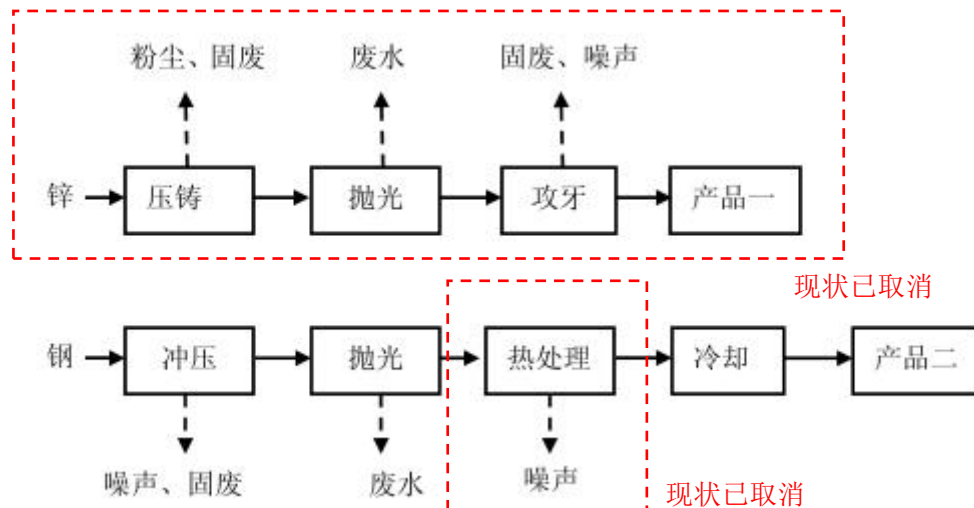 粉尘、固废 废水 固废、噪声
锌 压铸 抛光 攻牙 产品一
现状已取消
钢 冲压 抛光 热处理 冷却 产品二
噪声、固废 废水 噪声
现状已取消